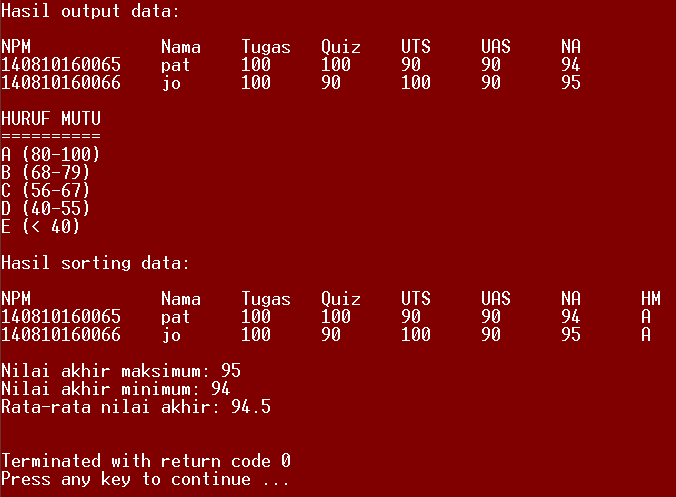 Hasil output data:
NPM Nama Tugas Quiz UTS UAS NA
140810160065 pat 100 100 90 90 94
140810160066 jo 100 90 100 90 95
HURUF MUTU
==========
A (80-100)
B (68-79)
C (56-67)
D (40-55)
E (< 40)
Hasil sorting data:
NPM Nama Tugas Quiz UTS UAS NA HM
140810160065 pat 100 100 90 90 94 A
140810160066 jo 100 90 100 90 95 A
Nilai akhir maksimum: 95
Nilai akhir minimum: 94
Rata-rata nilai akhir: 94.5
Terminated with return code 0
Press any key to continue ...